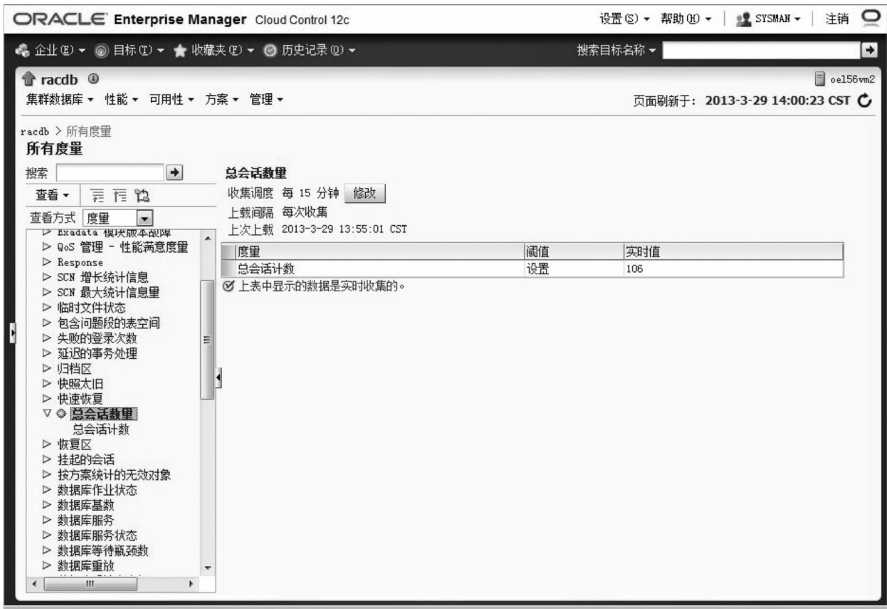 ORACLE Enterprise Manager Cloud Control 12c
设置(S) 帮助(H) SYSMAN 注销
企业(E) 目标(T) 收藏夹(F) 历史记录(O) 搜索目标名称
racdb
oel56vm2
集群数据库 性能 可用性 方案 管理
页面刷新于: 2013-3-29 14:00:23 CST
racdb > 所有度量
所有度量
搜索
查看
查看方式 度量
Exadata 模块版本故障
QoS 管理 - 性能满意度量
Response
SCN 增长统计信息
SCN 最大统计信息量
临时文件状态
包含问题段的表空间
失败的登录次数
延迟的事务处理
归档区
快照太旧
快速恢复
总会话数量
总会话计数
恢复区
挂起的会话
按方案统计的无效对象
数据库作业状态
数据库基数
数据库服务
数据库服务状态
数据库等待瓶颈数
数据库重放
总会话数量
收集调度 每 15 分钟 修改
上载间隔 每次收集
上次上载 2013-3-29 13:55:01 CST
度量 阈值 实时值
总会话计数 设置 106
上表中显示的数据是实时收集的。